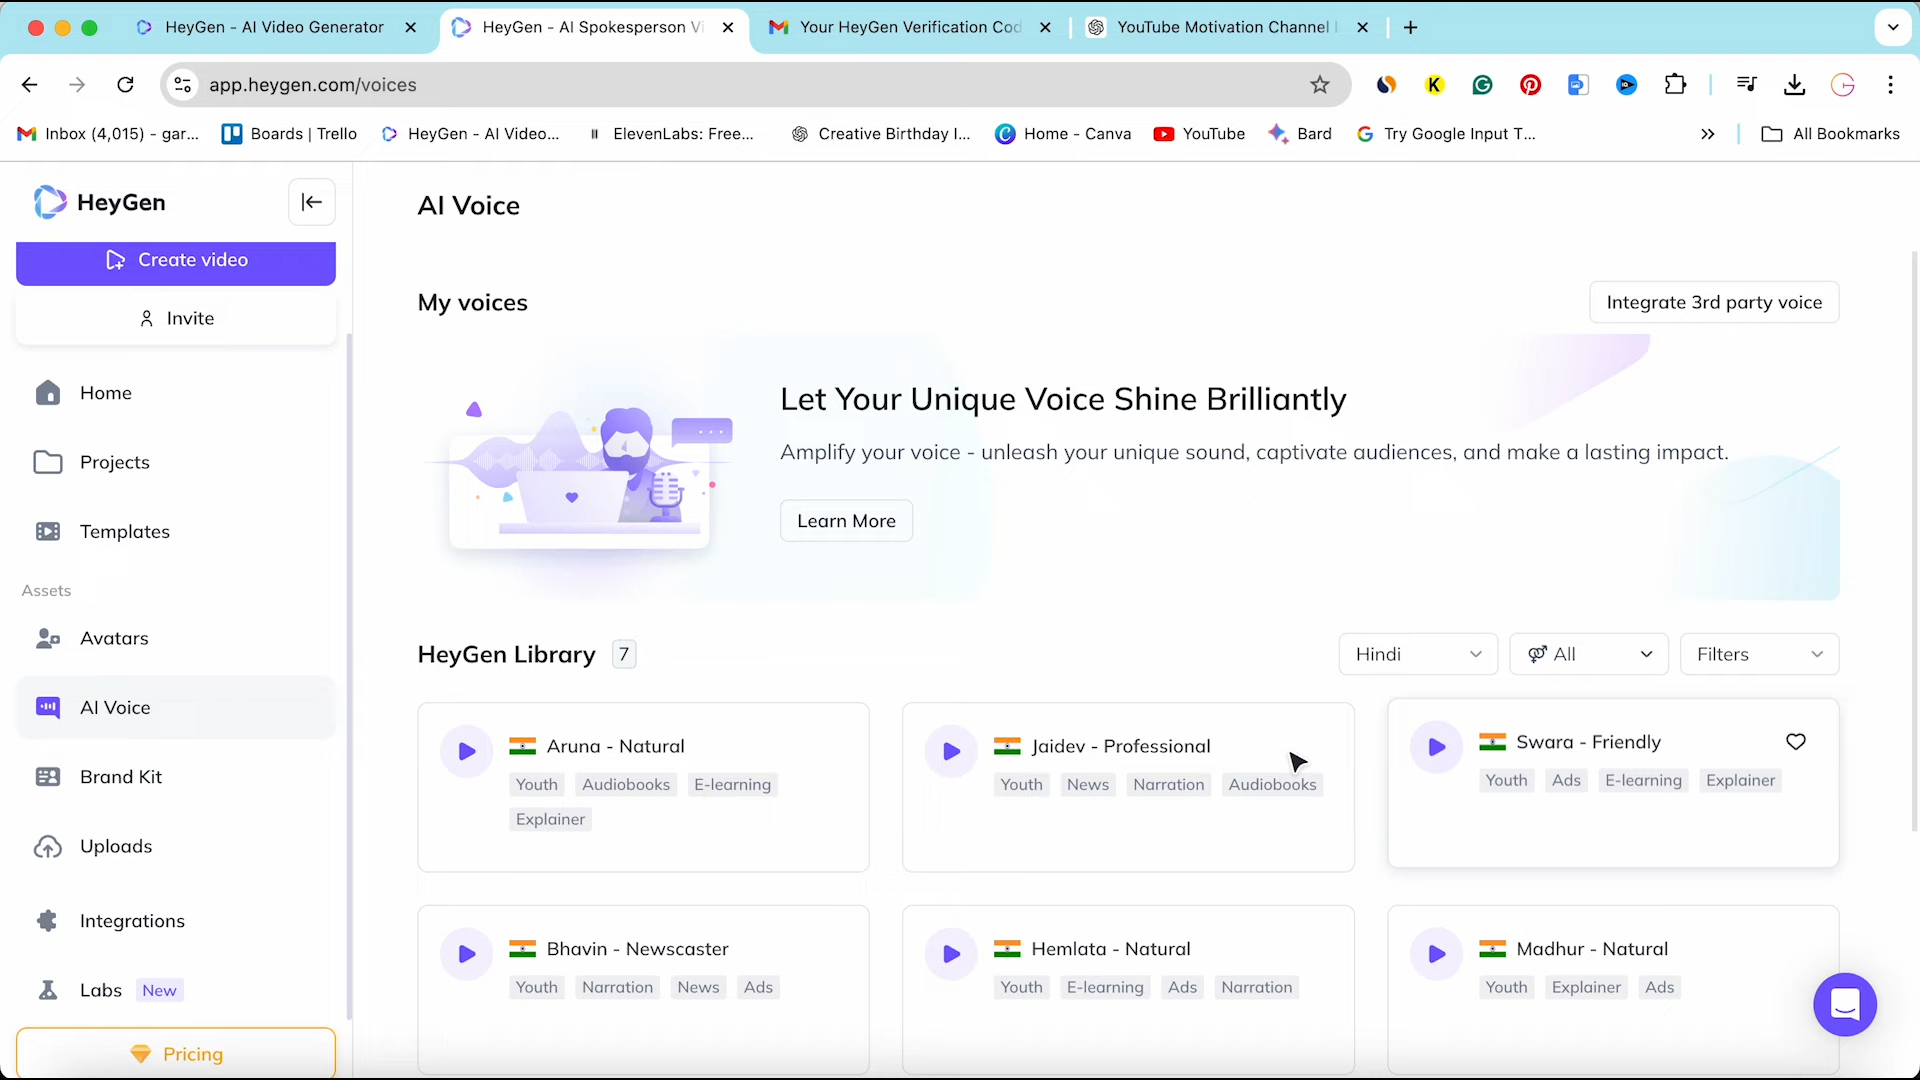 HeyGen - AI Video Generator
HeyGen - AI Spokesperson Vi
Your HeyGen Verification Cod
YouTube Motivation Channel I
app.heygen.com/voices
Inbox (4,015) - gar...
Boards | Trello
HeyGen - AI Video...
ElevenLabs: Free...
Creative Birthday I...
Home - Canva
YouTube
Bard
Try Google Input T...
All Bookmarks
HeyGen
Create video
Invite
Home
Projects
Templates
Assets
Avatars
AI Voice
Brand Kit
Uploads
Integrations
Labs New
Pricing
AI Voice
My voices
Integrate 3rd party voice
Let Your Unique Voice Shine Brilliantly
Amplify your voice - unleash your unique sound, captivate audiences, and make a lasting impact.
Learn More
HeyGen Library 7
Hindi
All
Filters
Aruna - Natural
Youth Audiobooks E-learning
Explainer
Jaidev - Professional
Youth News Narration Audiobooks
Swara - Friendly
Youth Ads E-learning Explainer
Bhavin - Newscaster
Youth Narration News Ads
Hemlata - Natural
Youth E-learning Ads Narration
Madhur - Natural
Youth Explainer Ads